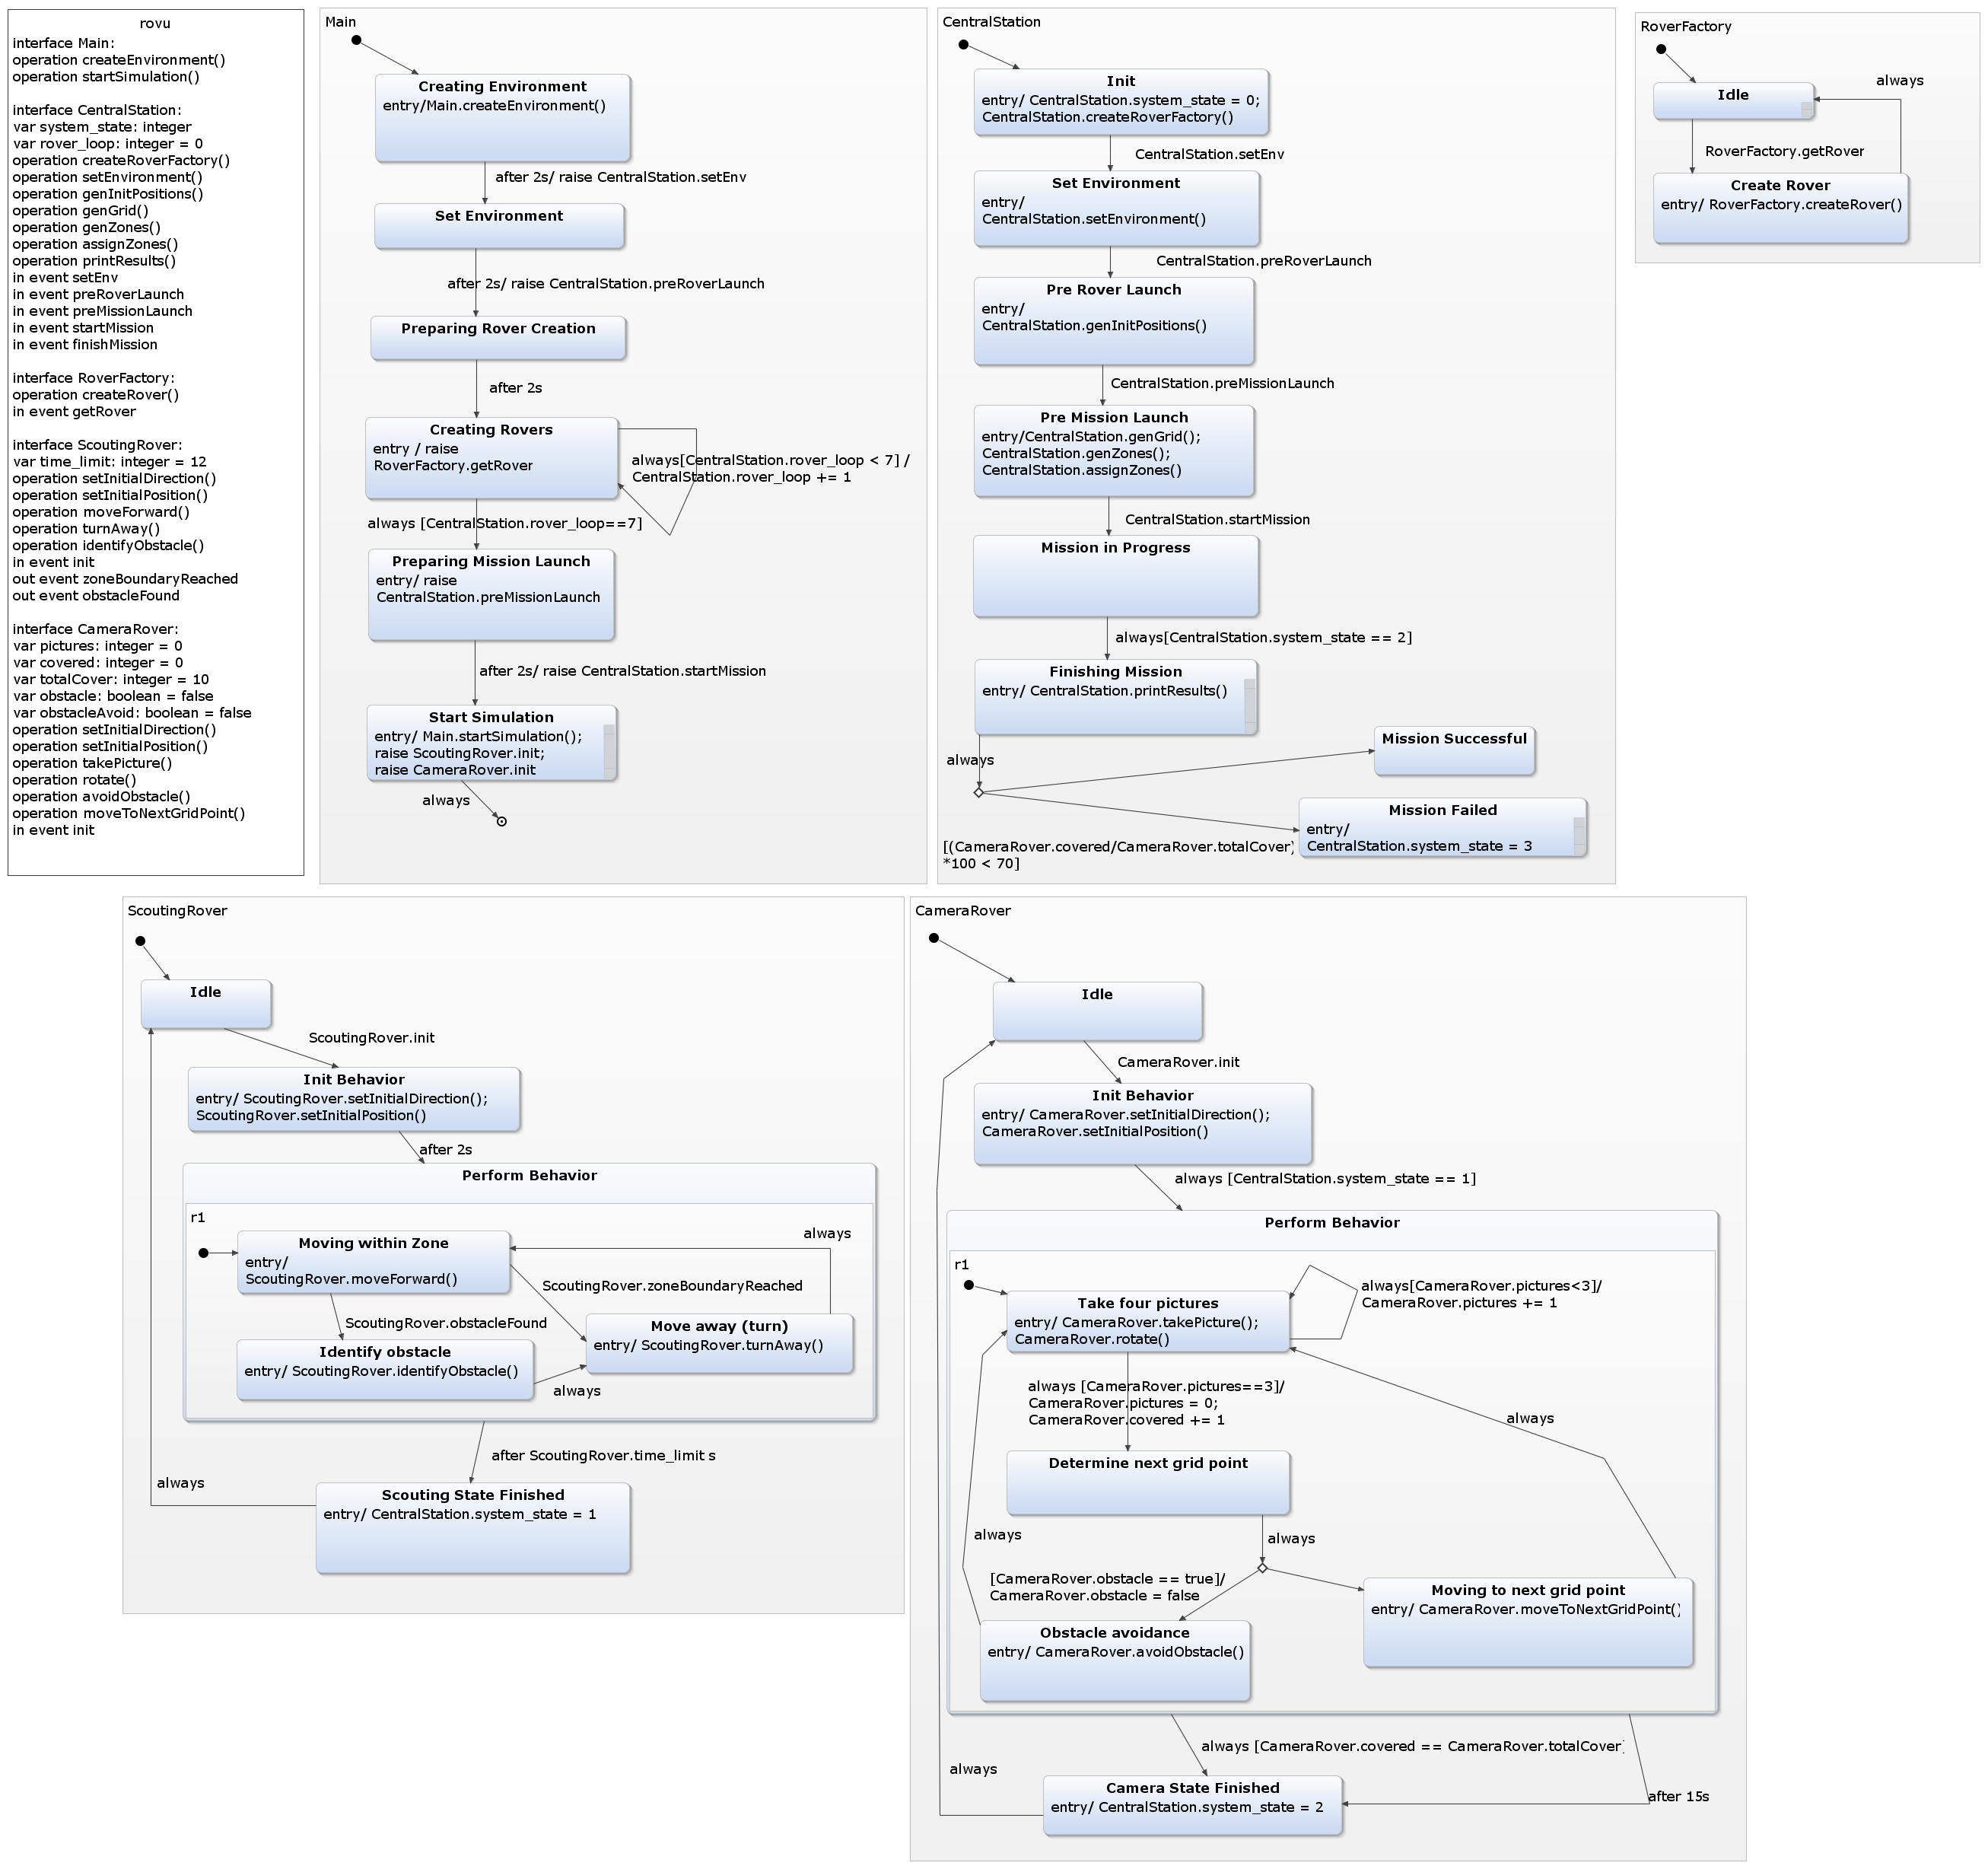 rovu
interface Main:
operation createEnvironment()
operation startSimulation()
interface CentralStation:
var system_state: integer
var rover_loop: integer = 0
operation createRoverFactory()
operation setEnvironment()
operation genInitPositions()
operation genGrid()
operation genZones()
operation assignZones()
operation printResults()
in event setEnv
in event preRoverLaunch
in event preMissionLaunch
in event startMission
in event finishMission
interface RoverFactory:
operation createRover()
in event getRover
interface ScoutingRover:
var time_limit: integer = 12
operation setInitialDirection()
operation setInitialPosition()
operation moveForward()
operation turnAway()
operation identifyObstacle()
in event init
out event zoneBoundaryReached
out event obstacleFound
interface CameraRover:
var pictures: integer = 0
var covered: integer = 0
var totalCover: integer = 10
var obstacle: boolean = false
var obstacleAvoid: boolean = false
operation setInitialDirection()
operation setInitialPosition()
operation takePicture()
operation rotate()
operation avoidObstacle()
operation moveToNextGridPoint()
in event init
Main
Creating Environment
entry/Main.createEnvironment()
after 2s/ raise CentralStation.setEnv
Set Environment
after 2s/ raise CentralStation.preRoverLaunch
Preparing Rover Creation
after 2s
Creating Rovers
entry / raise
RoverFactory.getRover
always[CentralStation.rover_loop < 7] /
CentralStation.rover_loop += 1
always [CentralStation.rover_loop==7]
Preparing Mission Launch
entry/ raise
CentralStation.preMissionLaunch
after 2s/ raise CentralStation.startMission
Start Simulation
entry/ Main.startSimulation();
raise ScoutingRover.init;
raise CameraRover.init
always
CentralStation
Init
entry/ CentralStation.system_state = 0;
CentralStation.createRoverFactory()
CentralStation.setEnv
Set Environment
entry/
CentralStation.setEnvironment()
CentralStation.preRoverLaunch
Pre Rover Launch
entry/
CentralStation.genInitPositions()
CentralStation.preMissionLaunch
Pre Mission Launch
entry/CentralStation.genGrid();
CentralStation.genZones();
CentralStation.assignZones()
CentralStation.startMission
Mission in Progress
always[CentralStation.system_state == 2]
Finishing Mission
entry/ CentralStation.printResults()
always
Mission Successful
Mission Failed
entry/
CentralStation.system_state = 3
[(CameraRover.covered/CameraRover.totalCover)
*100 < 70]
RoverFactory
Idle
always
RoverFactory.getRover
Create Rover
entry/ RoverFactory.createRover()
ScoutingRover
Idle
ScoutingRover.init
Init Behavior
entry/ ScoutingRover.setInitialDirection();
ScoutingRover.setInitialPosition()
after 2s
Perform Behavior
r1
always
Moving within Zone
entry/
ScoutingRover.moveForward()
ScoutingRover.zoneBoundaryReached
ScoutingRover.obstacleFound
Move away (turn)
entry/ ScoutingRover.turnAway()
Identify obstacle
entry/ ScoutingRover.identifyObstacle()
always
after ScoutingRover.time_limit s
always
Scouting State Finished
entry/ CentralStation.system_state = 1
CameraRover
Idle
CameraRover.init
Init Behavior
entry/ CameraRover.setInitialDirection();
CameraRover.setInitialPosition()
always [CentralStation.system_state == 1]
Perform Behavior
r1
always[CameraRover.pictures<3]/
CameraRover.pictures += 1
Take four pictures
entry/ CameraRover.takePicture();
CameraRover.rotate()
always [CameraRover.pictures==3]/
CameraRover.pictures = 0;
CameraRover.covered += 1
always
Determine next grid point
always
always
[CameraRover.obstacle == true]/
CameraRover.obstacle = false
Moving to next grid point
entry/ CameraRover.moveToNextGridPoint()
Obstacle avoidance
entry/ CameraRover.avoidObstacle()
always [CameraRover.covered == CameraRover.totalCover]
always
Camera State Finished
entry/ CentralStation.system_state = 2
after 15s